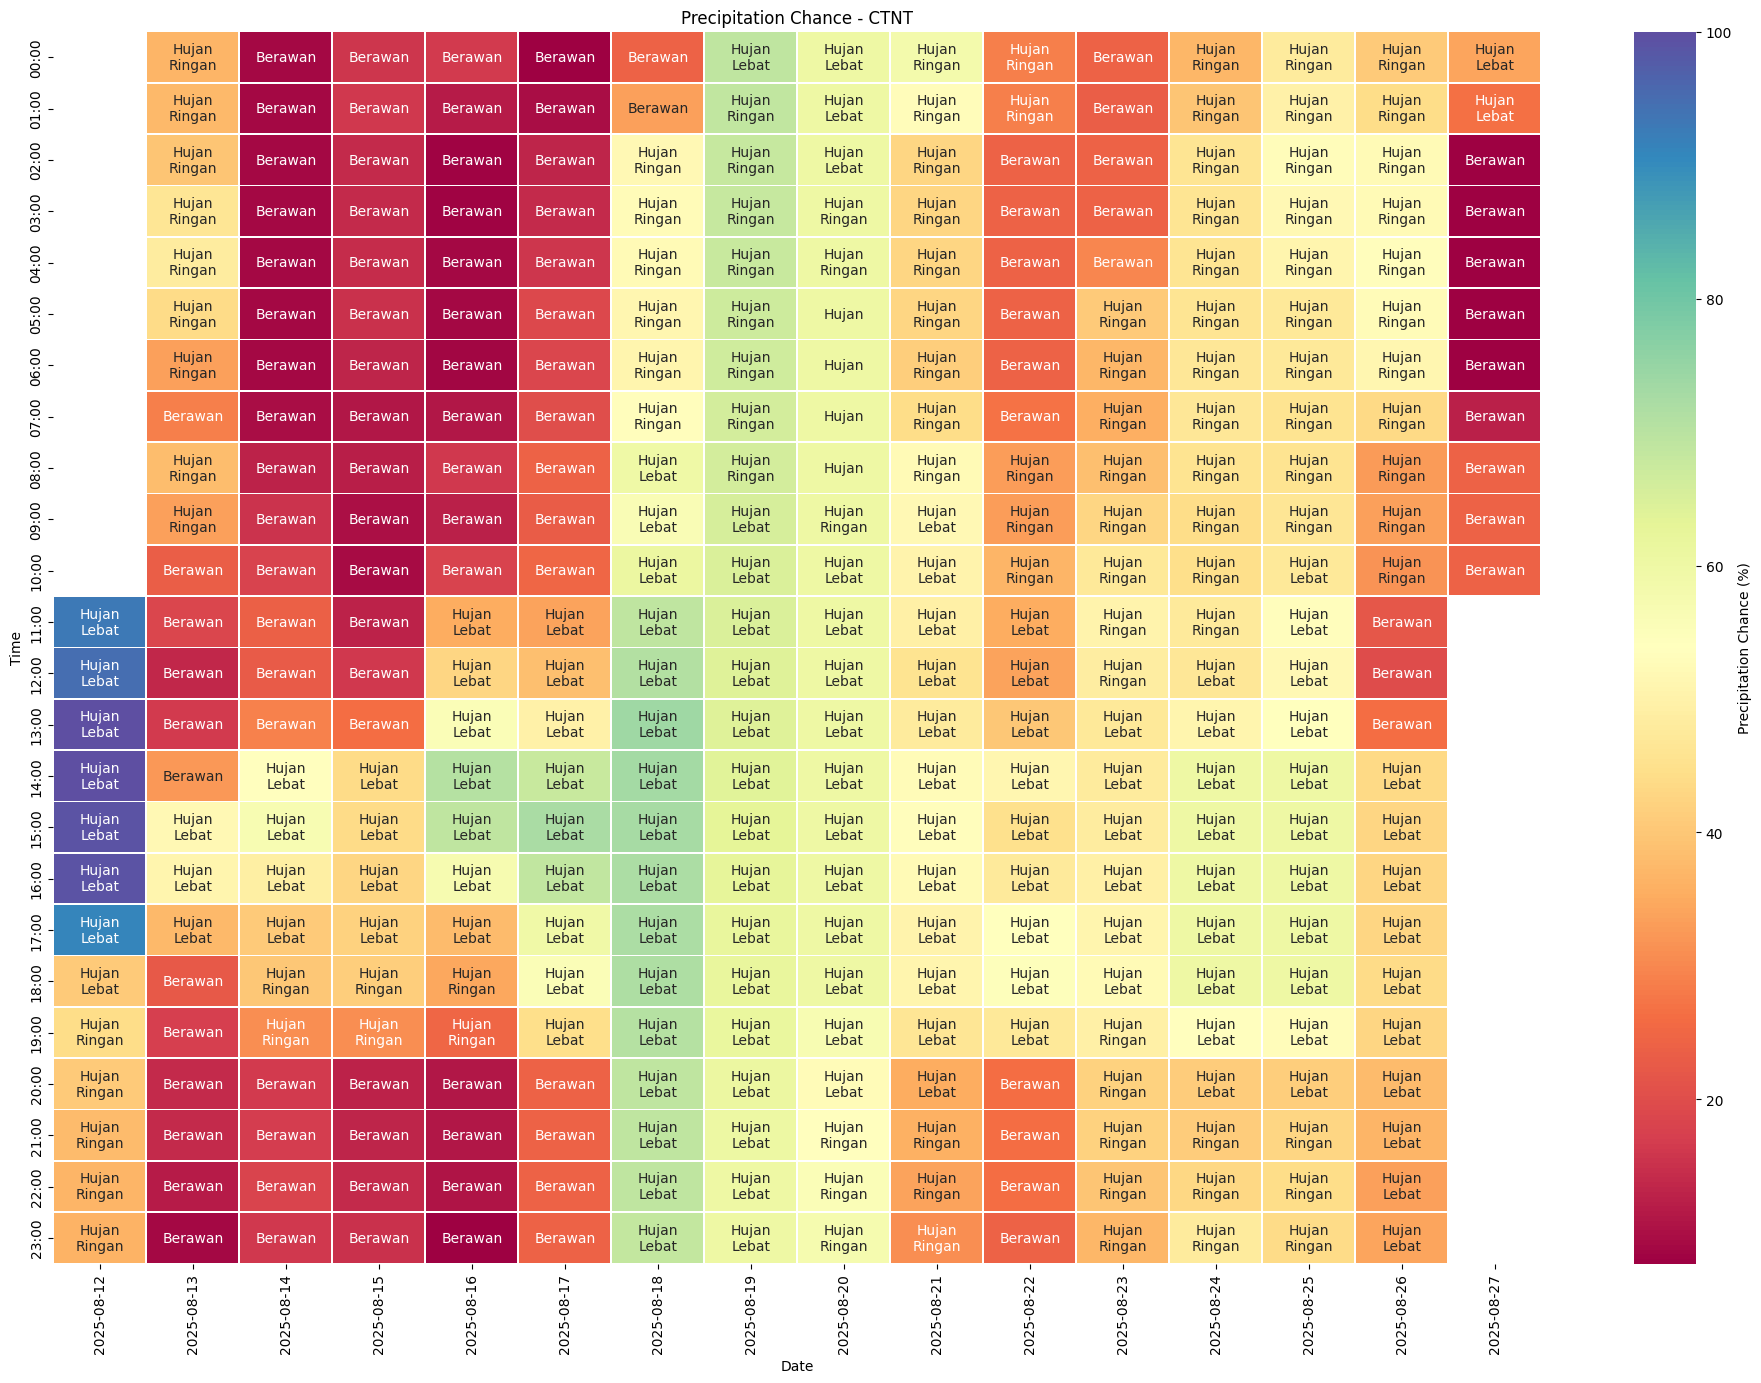 Precipitation Chance - CTNT
00:00 Hujan Ringan Berawan Berawan Berawan Berawan Berawan Hujan Lebat Hujan Lebat Hujan Ringan Hujan Ringan Berawan Hujan Ringan Hujan Ringan Hujan Ringan Hujan Lebat
01:00 Hujan Ringan Berawan Berawan Berawan Berawan Berawan Hujan Ringan Hujan Lebat Hujan Ringan Hujan Ringan Berawan Hujan Ringan Hujan Ringan Hujan Ringan Hujan Lebat
02:00 Hujan Ringan Berawan Berawan Berawan Berawan Hujan Ringan Hujan Ringan Hujan Lebat Hujan Ringan Berawan Berawan Hujan Ringan Hujan Ringan Hujan Ringan Berawan
03:00 Hujan Ringan Berawan Berawan Berawan Berawan Hujan Ringan Hujan Ringan Hujan Ringan Hujan Ringan Berawan Berawan Hujan Ringan Hujan Ringan Hujan Ringan Berawan
04:00 Hujan Ringan Berawan Berawan Berawan Berawan Hujan Ringan Hujan Ringan Hujan Ringan Hujan Ringan Berawan Berawan Hujan Ringan Hujan Ringan Hujan Ringan Berawan
05:00 Hujan Ringan Berawan Berawan Berawan Berawan Hujan Ringan Hujan Ringan Hujan Hujan Ringan Berawan Hujan Ringan Hujan Ringan Hujan Ringan Hujan Ringan Berawan
06:00 Hujan Ringan Berawan Berawan Berawan Berawan Hujan Ringan Hujan Ringan Hujan Hujan Ringan Berawan Hujan Ringan Hujan Ringan Hujan Ringan Hujan Ringan Berawan
07:00 Berawan Berawan Berawan Berawan Berawan Hujan Ringan Hujan Ringan Hujan Hujan Ringan Berawan Hujan Ringan Hujan Ringan Hujan Ringan Hujan Ringan Berawan
08:00 Hujan Ringan Berawan Berawan Berawan Berawan Hujan Lebat Hujan Ringan Hujan Hujan Ringan Hujan Ringan Hujan Ringan Hujan Ringan Hujan Ringan Hujan Ringan Berawan
09:00 Hujan Ringan Berawan Berawan Berawan Berawan Hujan Lebat Hujan Lebat Hujan Ringan Hujan Lebat Hujan Ringan Hujan Ringan Hujan Ringan Hujan Ringan Hujan Ringan Berawan
10:00 Berawan Berawan Berawan Berawan Berawan Hujan Lebat Hujan Lebat Hujan Lebat Hujan Lebat Hujan Ringan Hujan Ringan Hujan Ringan Hujan Lebat Hujan Ringan Berawan
11:00 Hujan Lebat Berawan Berawan Berawan Hujan Lebat Hujan Lebat Hujan Lebat Hujan Lebat Hujan Lebat Hujan Lebat Hujan Lebat Hujan Ringan Hujan Ringan Hujan Lebat Berawan
12:00 Hujan Lebat Berawan Berawan Berawan Hujan Lebat Hujan Lebat Hujan Lebat Hujan Lebat Hujan Lebat Hujan Lebat Hujan Lebat Hujan Ringan Hujan Lebat Hujan Lebat Berawan
13:00 Hujan Lebat Berawan Berawan Berawan Hujan Lebat Hujan Lebat Hujan Lebat Hujan Lebat Hujan Lebat Hujan Lebat Hujan Lebat Hujan Lebat Hujan Lebat Hujan Lebat Berawan
14:00 Hujan Lebat Berawan Hujan Lebat Hujan Lebat Hujan Lebat Hujan Lebat Hujan Lebat Hujan Lebat Hujan Lebat Hujan Lebat Hujan Lebat Hujan Lebat Hujan Lebat Hujan Lebat Hujan Lebat
15:00 Hujan Lebat Hujan Lebat Hujan Lebat Hujan Lebat Hujan Lebat Hujan Lebat Hujan Lebat Hujan Lebat Hujan Lebat Hujan Lebat Hujan Lebat Hujan Lebat Hujan Lebat Hujan Lebat Hujan Lebat
16:00 Hujan Lebat Hujan Lebat Hujan Lebat Hujan Lebat Hujan Lebat Hujan Lebat Hujan Lebat Hujan Lebat Hujan Lebat Hujan Lebat Hujan Lebat Hujan Lebat Hujan Lebat Hujan Lebat Hujan Lebat
17:00 Hujan Lebat Hujan Lebat Hujan Lebat Hujan Lebat Hujan Lebat Hujan Lebat Hujan Lebat Hujan Lebat Hujan Lebat Hujan Lebat Hujan Lebat Hujan Lebat Hujan Lebat Hujan Lebat Hujan Lebat
18:00 Hujan Lebat Berawan Hujan Ringan Hujan Ringan Hujan Ringan Hujan Lebat Hujan Lebat Hujan Lebat Hujan Lebat Hujan Lebat Hujan Lebat Hujan Lebat Hujan Lebat Hujan Lebat Hujan Lebat
19:00 Hujan Ringan Berawan Hujan Ringan Hujan Ringan Hujan Ringan Hujan Lebat Hujan Lebat Hujan Lebat Hujan Lebat Hujan Lebat Hujan Lebat Hujan Ringan Hujan Lebat Hujan Lebat Hujan Lebat
20:00 Hujan Ringan Berawan Berawan Berawan Berawan Berawan Hujan Lebat Hujan Lebat Hujan Lebat Hujan Lebat Berawan Hujan Ringan Hujan Lebat Hujan Lebat Hujan Lebat
21:00 Hujan Ringan Berawan Berawan Berawan Berawan Berawan Hujan Lebat Hujan Lebat Hujan Ringan Hujan Ringan Berawan Hujan Ringan Hujan Ringan Hujan Ringan Hujan Lebat
22:00 Hujan Ringan Berawan Berawan Berawan Berawan Berawan Hujan Lebat Hujan Lebat Hujan Ringan Hujan Ringan Berawan Hujan Ringan Hujan Ringan Hujan Ringan Hujan Lebat
23:00 Hujan Ringan Berawan Berawan Berawan Berawan Berawan Hujan Lebat Hujan Lebat Hujan Ringan Hujan Ringan Berawan Hujan Ringan Hujan Ringan Hujan Ringan Hujan Lebat
Time
2025-08-12 2025-08-13 2025-08-14 2025-08-15 2025-08-16 2025-08-17 2025-08-18 2025-08-19 2025-08-20 2025-08-21 2025-08-22 2025-08-23 2025-08-24 2025-08-25 2025-08-26 2025-08-27
Date
100
80
60
40
20
Precipitation Chance (%)